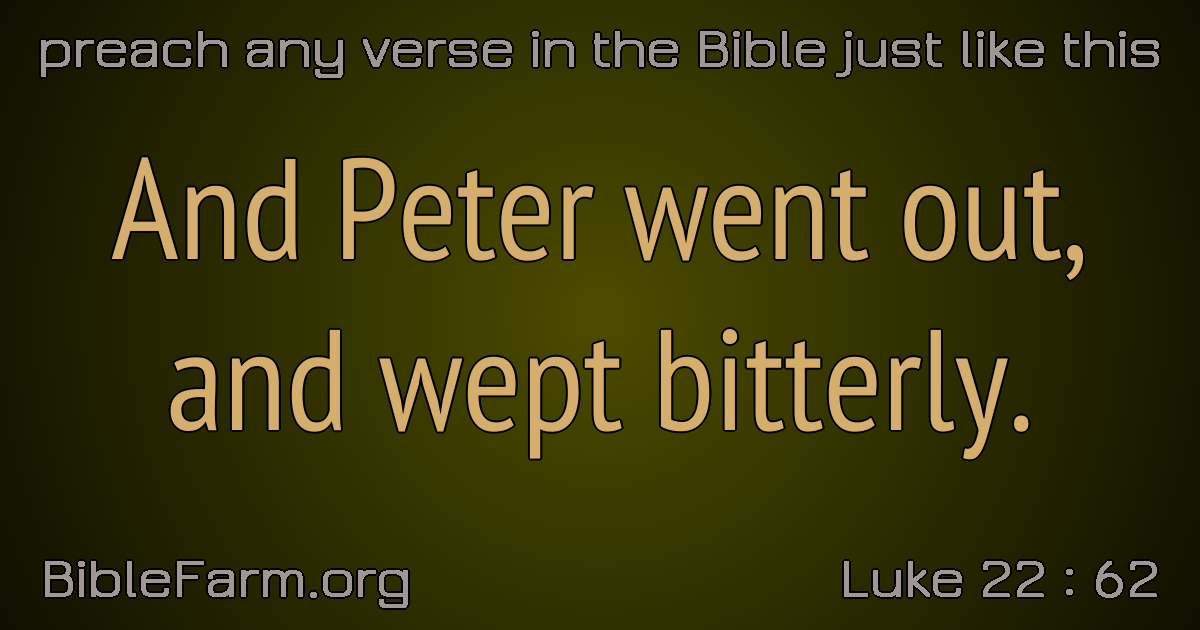 preach any verse in the Bible just like this
And Peter went out,
and wept bitterly.
BibleFarm.org
Luke 22 : 62